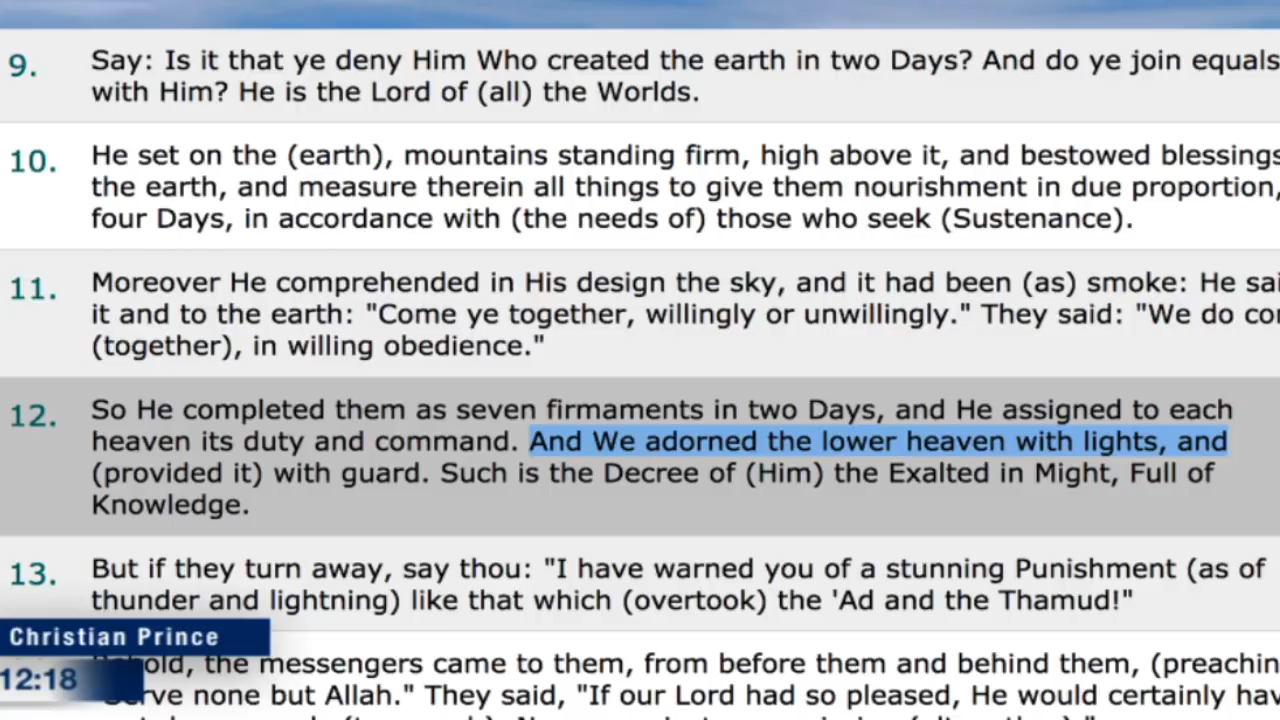 9. Say: Is it that ye deny Him Who created the earth in two Days? And do ye join equals
with Him? He is the Lord of (all) the Worlds.
10. He set on the (earth), mountains standing firm, high above it, and bestowed blessings
the earth, and measure therein all things to give them nourishment in due proportion,
four Days, in accordance with (the needs of) those who seek (Sustenance).
11. Moreover He comprehended in His design the sky, and it had been (as) smoke: He
it and to the earth: "Come ye together, willingly or unwillingly." They said: "We do
(together), in willing obedience."
12. So He completed them as seven firmaments in two Days, and He assigned to each
heaven its duty and command. And We adorned the lower heaven with lights, and
(provided it) with guard. Such is the Decree of (Him) the Exalted in Might, Full of
Knowledge.
13. But if they turn away, say thou: "I have warned you of a stunning Punishment (as of
thunder and lightning) like that which (overtook) the 'Ad and the Thamud!"
Christian Prince
the messengers came to them, from before them and behind them,
12:18
none but Allah." They said, "If our Lord had so pleased, He would certainly